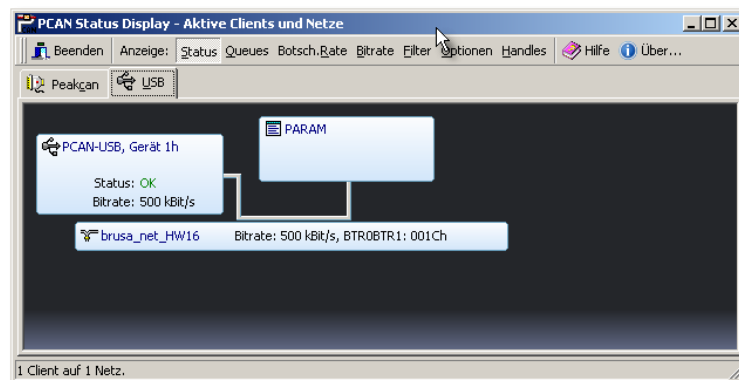 PCAN Status Display - Aktive Clients und Netze
Beenden Anzeige: Status Queues Botsch.Rate Bitrate Filter Optionen Handles Hilfe Über...
Peakcan USB
PARAM
PCAN-USB, Gerät 1h
Status: OK
Bitrate: 500 kBit/s
brusa_net_HW16 Bitrate: 500 kBit/s, BTR0BTR1: 001Ch
1 Client auf 1 Netz.